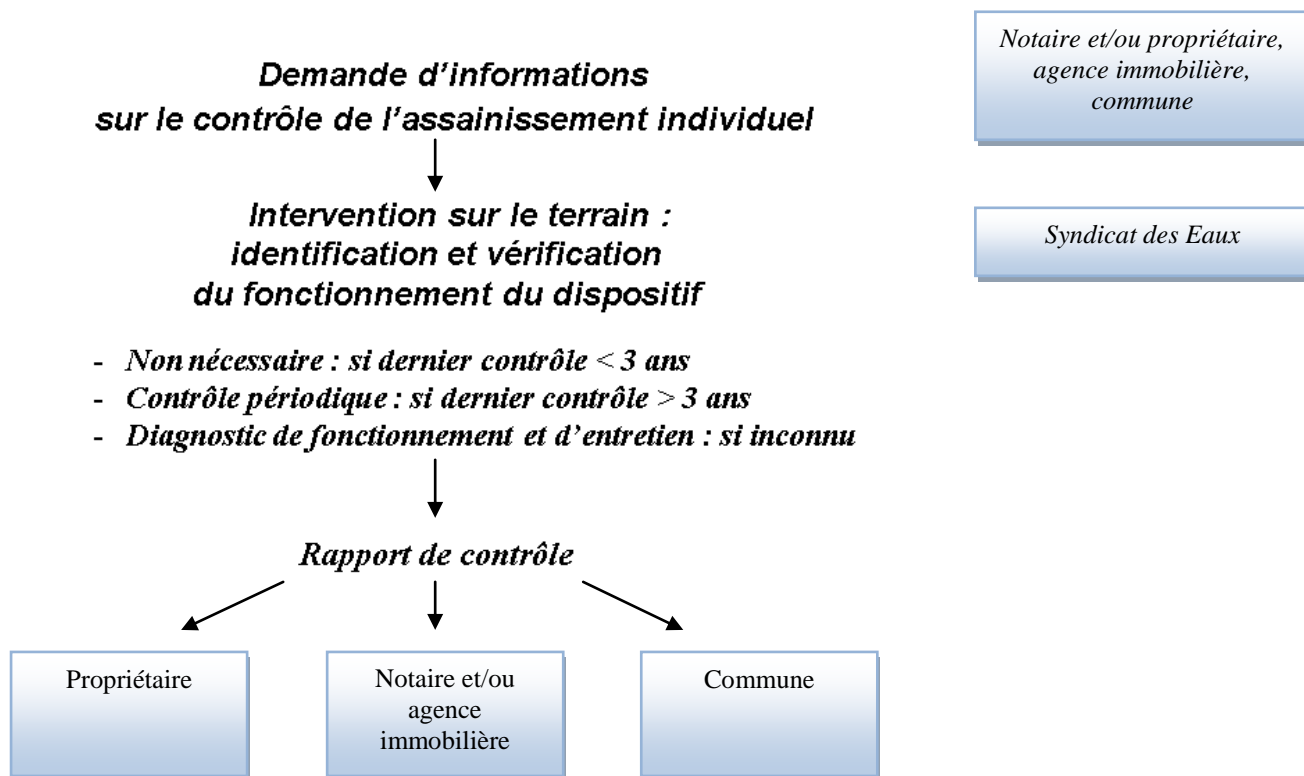 Demande d'informations
sur le contrôle de l'assainissement individuel
Notaire et/ou propriétaire,
agence immobilière,
commune
Intervention sur le terrain :
identification et vérification
du fonctionnement du dispositif
Syndicat des Eaux
- Non nécessaire : si dernier contrôle < 3 ans
- Contrôle périodique : si dernier contrôle > 3 ans
- Diagnostic de fonctionnement et d'entretien : si inconnu
Rapport de contrôle
Propriétaire
Notaire et/ou
agence
immobilière
Commune